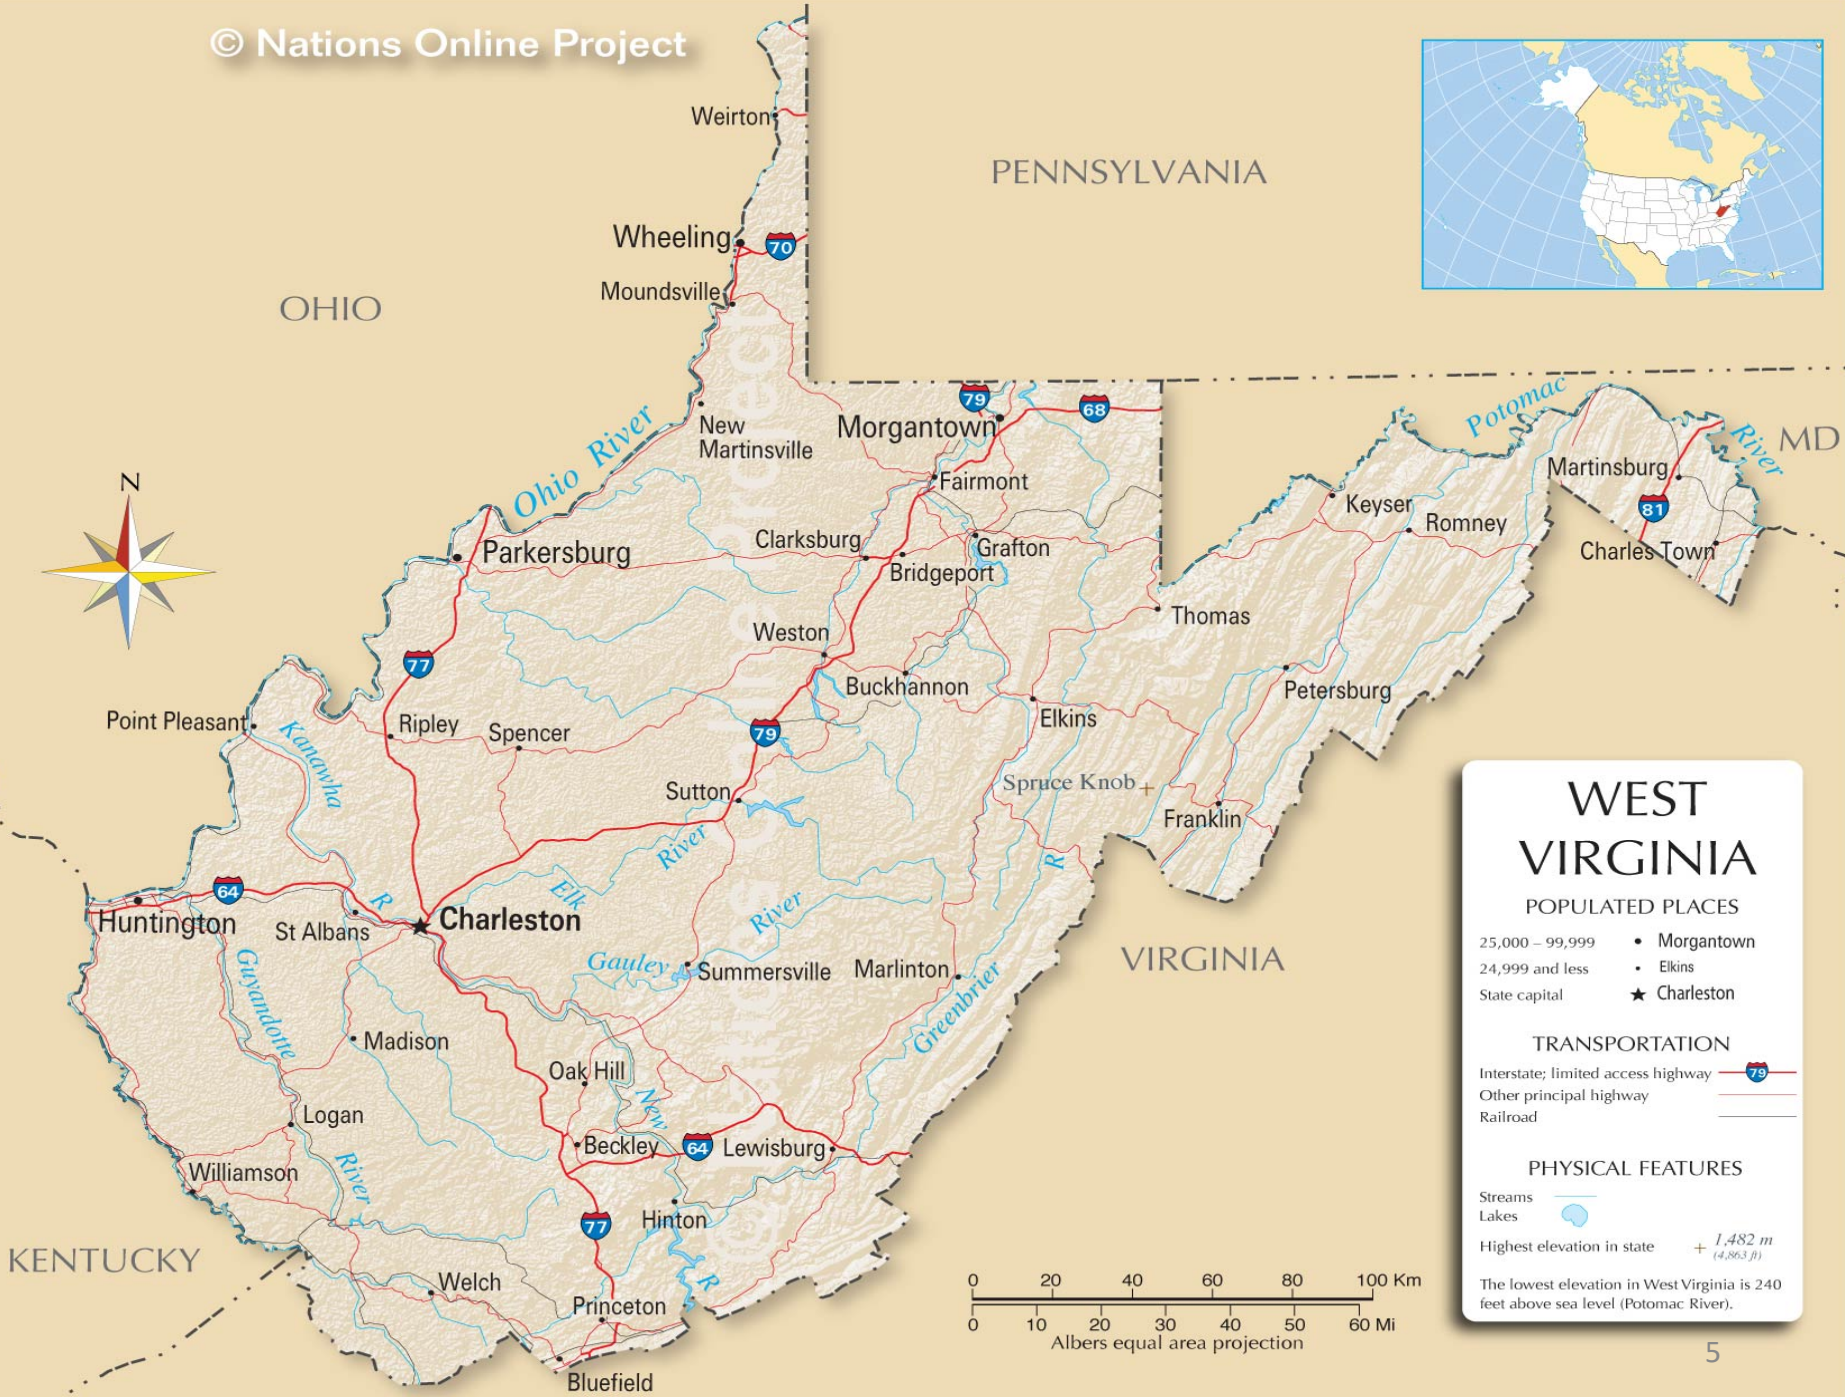 © Nations Online Project
Weirton
PENNSYLVANIA
Wheeling
70
Moundsville
OHIO
79
68
Morgantown
New
Martinsville
Ohio River
Potomac
River
MD
N
Fairmont
Martinsburg
81
Keyser
Romney
Charles Town
Parkersburg
Clarksburg
Grafton
Bridgeport
Thomas
Weston
77
Buckhannon
Petersburg
Point Pleasant
Kanawha
R
Ripley
Spencer
79
Elkins
Spruce Knob
Sutton
Franklin
Elk
River
R
64
Huntington
St Albans
Charleston
River
Gauley
Summersville
Marlinton
Greenbrier
VIRGINIA
Guyandotte
River
Madison
Oak Hill
New
R
Logan
Beckley
64
Lewisburg
Williamson
77
Hinton
KENTUCKY
Welch
Princeton
Bluefield
0 20 40 60 80 100 Km
0 10 20 30 40 50 60 Mi
Albers equal area projection
WEST
VIRGINIA
POPULATED PLACES
25,000 – 99,999 Morgantown
24,999 and less Elkins
State capital Charleston
TRANSPORTATION
Interstate; limited access highway 79
Other principal highway
Railroad
PHYSICAL FEATURES
Streams
Lakes
Highest elevation in state 1,482 m
(4,863 ft)
The lowest elevation in West Virginia is 240
feet above sea level (Potomac River).
5
© Nations Online Project